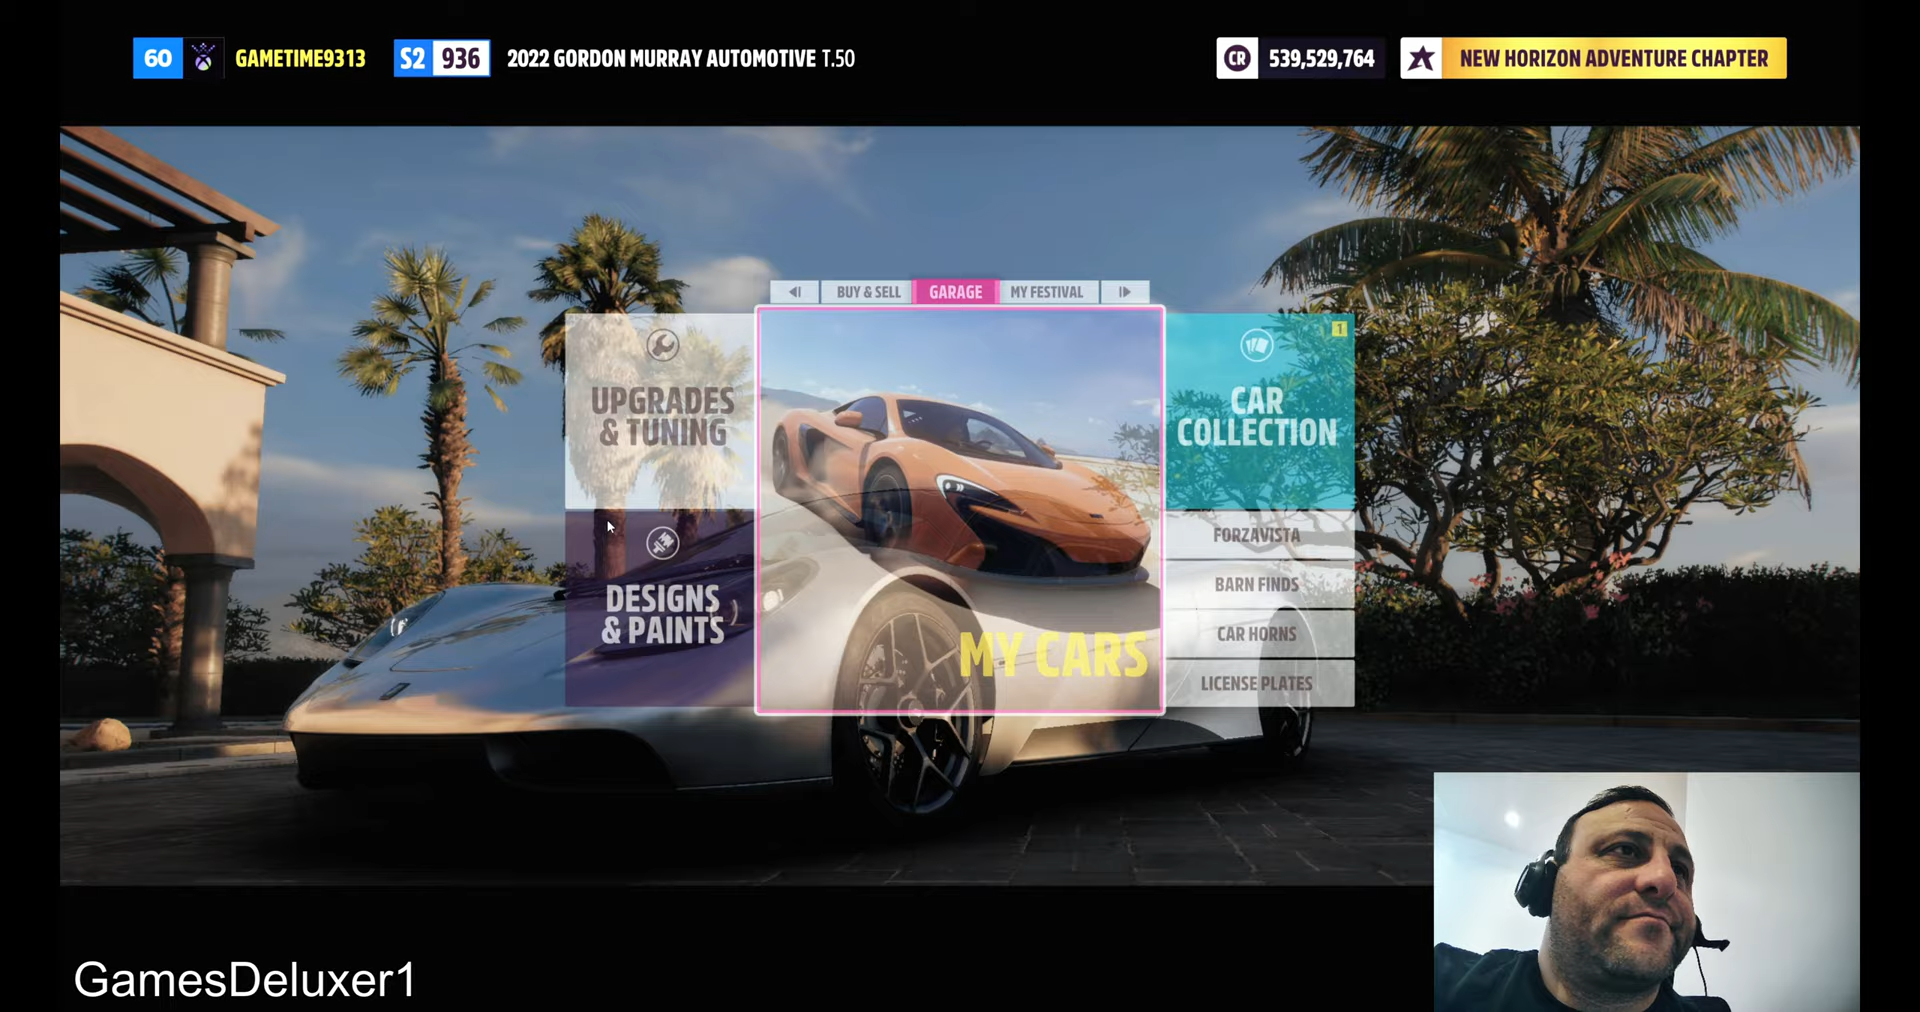 60 GAMETIME9313 S2 936 2022 GORDON MURRAY AUTOMOTIVE T.50 CR 539,529,764 NEW HORIZON ADVENTURE CHAPTER
BUY & SELL GARAGE MY FESTIVAL
UPGRADES
& TUNING
DESIGNS
& PAINTS
MY CARS
1
CAR
COLLECTION
FORZAVISTA
BARN FINDS
CAR HORNS
LICENSE PLATES
GamesDeluxer1